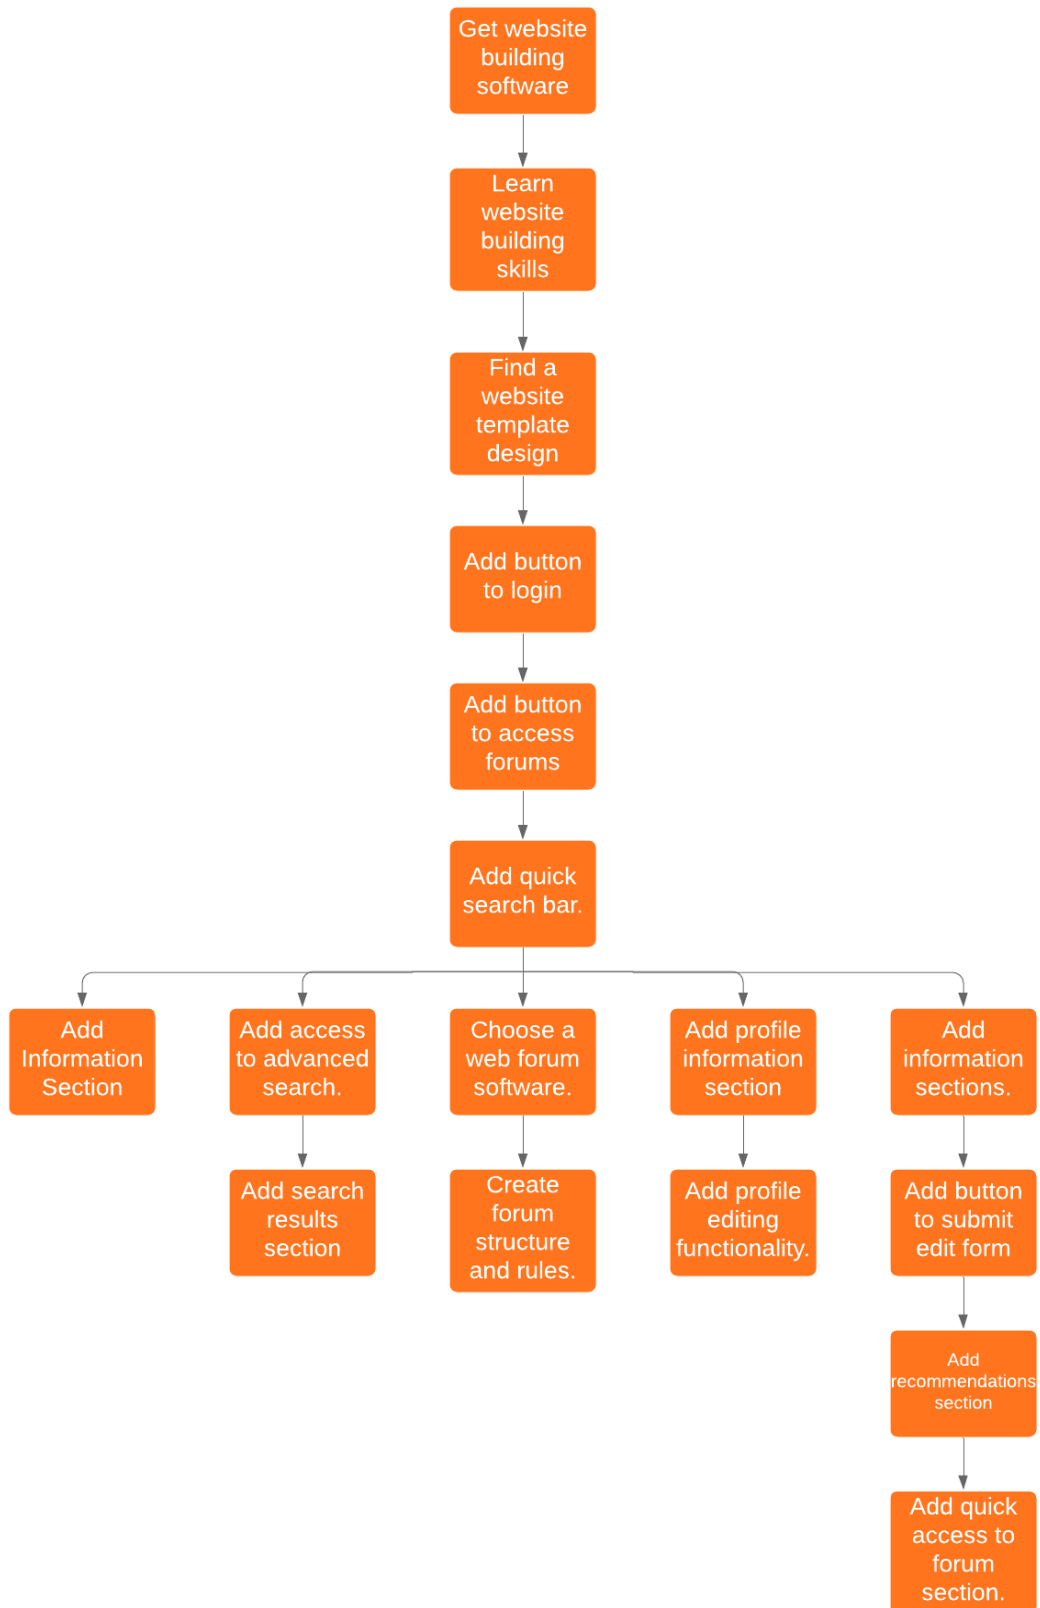 Get website
building
software
Learn
website
building
skills
Find a
website
template
design
Add button
to login
Add button
to access
forums
Add quick
search bar.
Add
Information
Section
Add access
to advanced
search.
Choose a
web forum
software.
Add profile
information
section
Add
information
sections.
Add search
results
section
Create
forum
structure
and rules.
Add profile
editing
functionality.
Add button
to submit
edit form
Add
recommendations
section
Add quick
access to
forum
section.